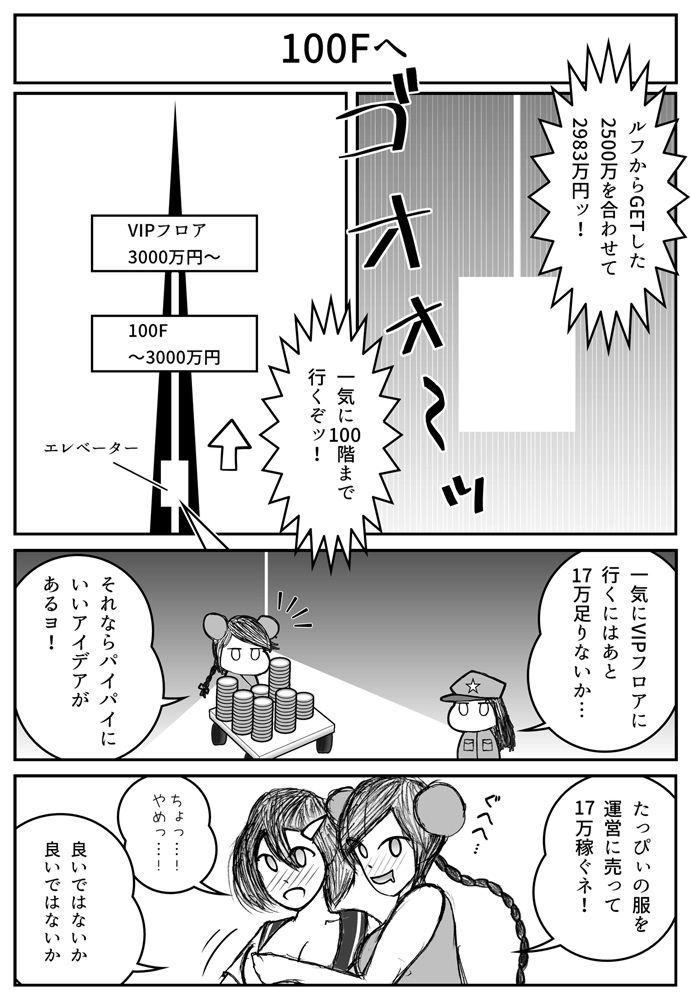 100Fへ
ルフからGETした
2500万を合わせて
2983万円ッ！
ゴオオ～ッ
一気に100階まで
行くぞッ！
VIPフロア
3000万円～
100F
～3000万円
エレベーター
一気にVIPフロアに
行くにはあと
17万足りないか…
それならパイパイに
いいアイデアが
あるヨ！
たっぴぃの服を
運営に売って
17万稼ぐネ！
ぐへへ…
ちょっ…！
やめっ…！
良いではないか
良いではないか